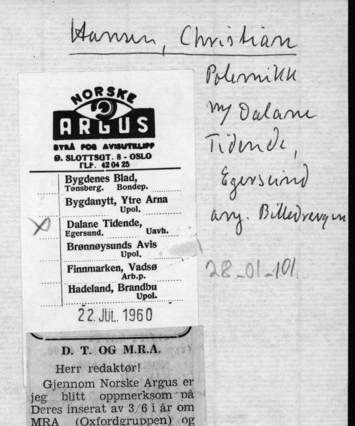 Hansen, Christian
Polemikk
m/ Dalane
Tidende,
Egersund
ang. Billedrevyen
28-01-101
NORSKE
ARGUS
BYRÅ FOR AVISUTKLIPP
Ø. SLOTTSGT. 8 - OSLO
TLF. 42 04 25
Bygdenes Blad,
Tønsberg. Bondep.
Bygdanytt, Ytre Arna
Upol.
X Dalane Tidende,
Egersund. Uavh.
Brønnøysunds Avis
Upol.
Finnmarken, Vadsø
Arb.p.
Hadeland, Brandbu
Upol.
22. JUL. 1960
D. T. OG M.R.A.
Herr redaktør!
Gjennom Norske Argus er
jeg blitt oppmerksom på
Deres inserat av 3/6 i år om
MRA (Oxfordgruppen) og